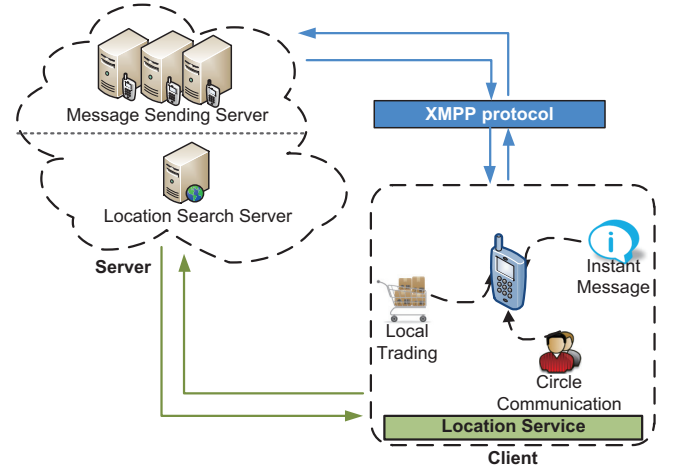 Message Sending Server
XMPP protocol
Location Search Server
Server
Instant
Message
Local
Trading
Circle
Communication
Location Service
Client